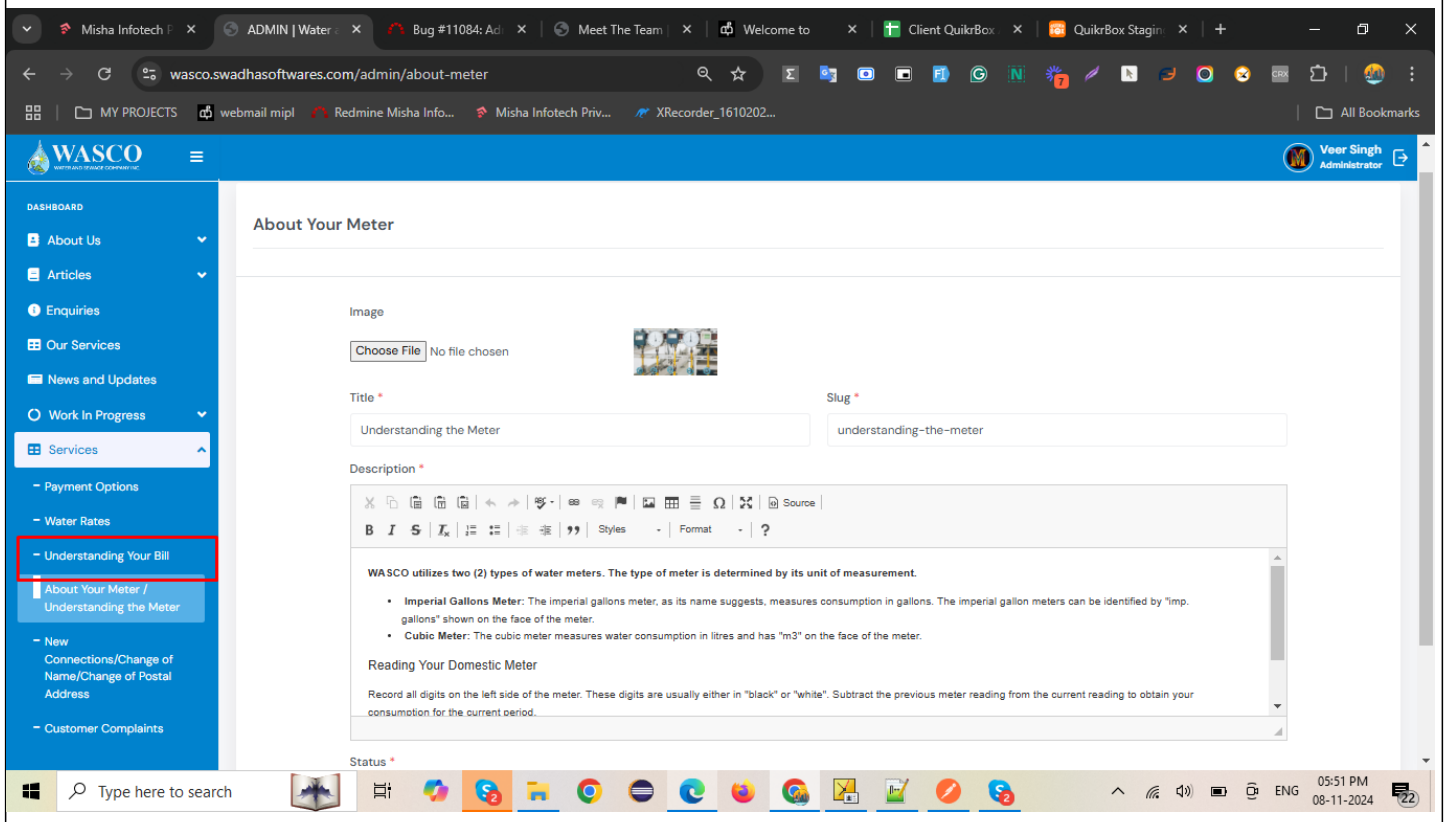 Misha Infotech P
ADMIN | Water a
Bug #11084: Ad
Meet The Team |
Welcome to
Client QuikrBox
QuikrBox Stagin
wasco.swadhasoftwares.com/admin/about-meter
7
CRX
MY PROJECTS
webmail mipl
Redmine Misha Info...
Misha Infotech Priv...
XRecorder_1610202...
All Bookmarks
WASCO
WATER AND SEWAGE COMPANY INC
Veer Singh
Administrator
DASHBOARD
About Us
Articles
Enquiries
Our Services
News and Updates
Work In Progress
Services
- Payment Options
- Water Rates
- Understanding Your Bill
About Your Meter /
Understanding the Meter
- New
Connections/Change of
Name/Change of Postal
Address
- Customer Complaints
About Your Meter
Image
Choose File No file chosen
Title *
Slug *
Understanding the Meter
understanding-the-meter
Description *
Source
B I S Ix Styles Format ?
WASCO utilizes two (2) types of water meters. The type of meter is determined by its unit of measurement.
• Imperial Gallons Meter: The imperial gallons meter, as its name suggests, measures consumption in gallons. The imperial gallon meters can be identified by "imp.
gallons" shown on the face of the meter.
• Cubic Meter: The cubic meter measures water consumption in litres and has "m3" on the face of the meter.
Reading Your Domestic Meter
Record all digits on the left side of the meter. These digits are usually either in "black" or "white". Subtract the previous meter reading from the current reading to obtain your
consumption for the current period.
Status *
Type here to search
ENG
05:51 PM
08-11-2024
22